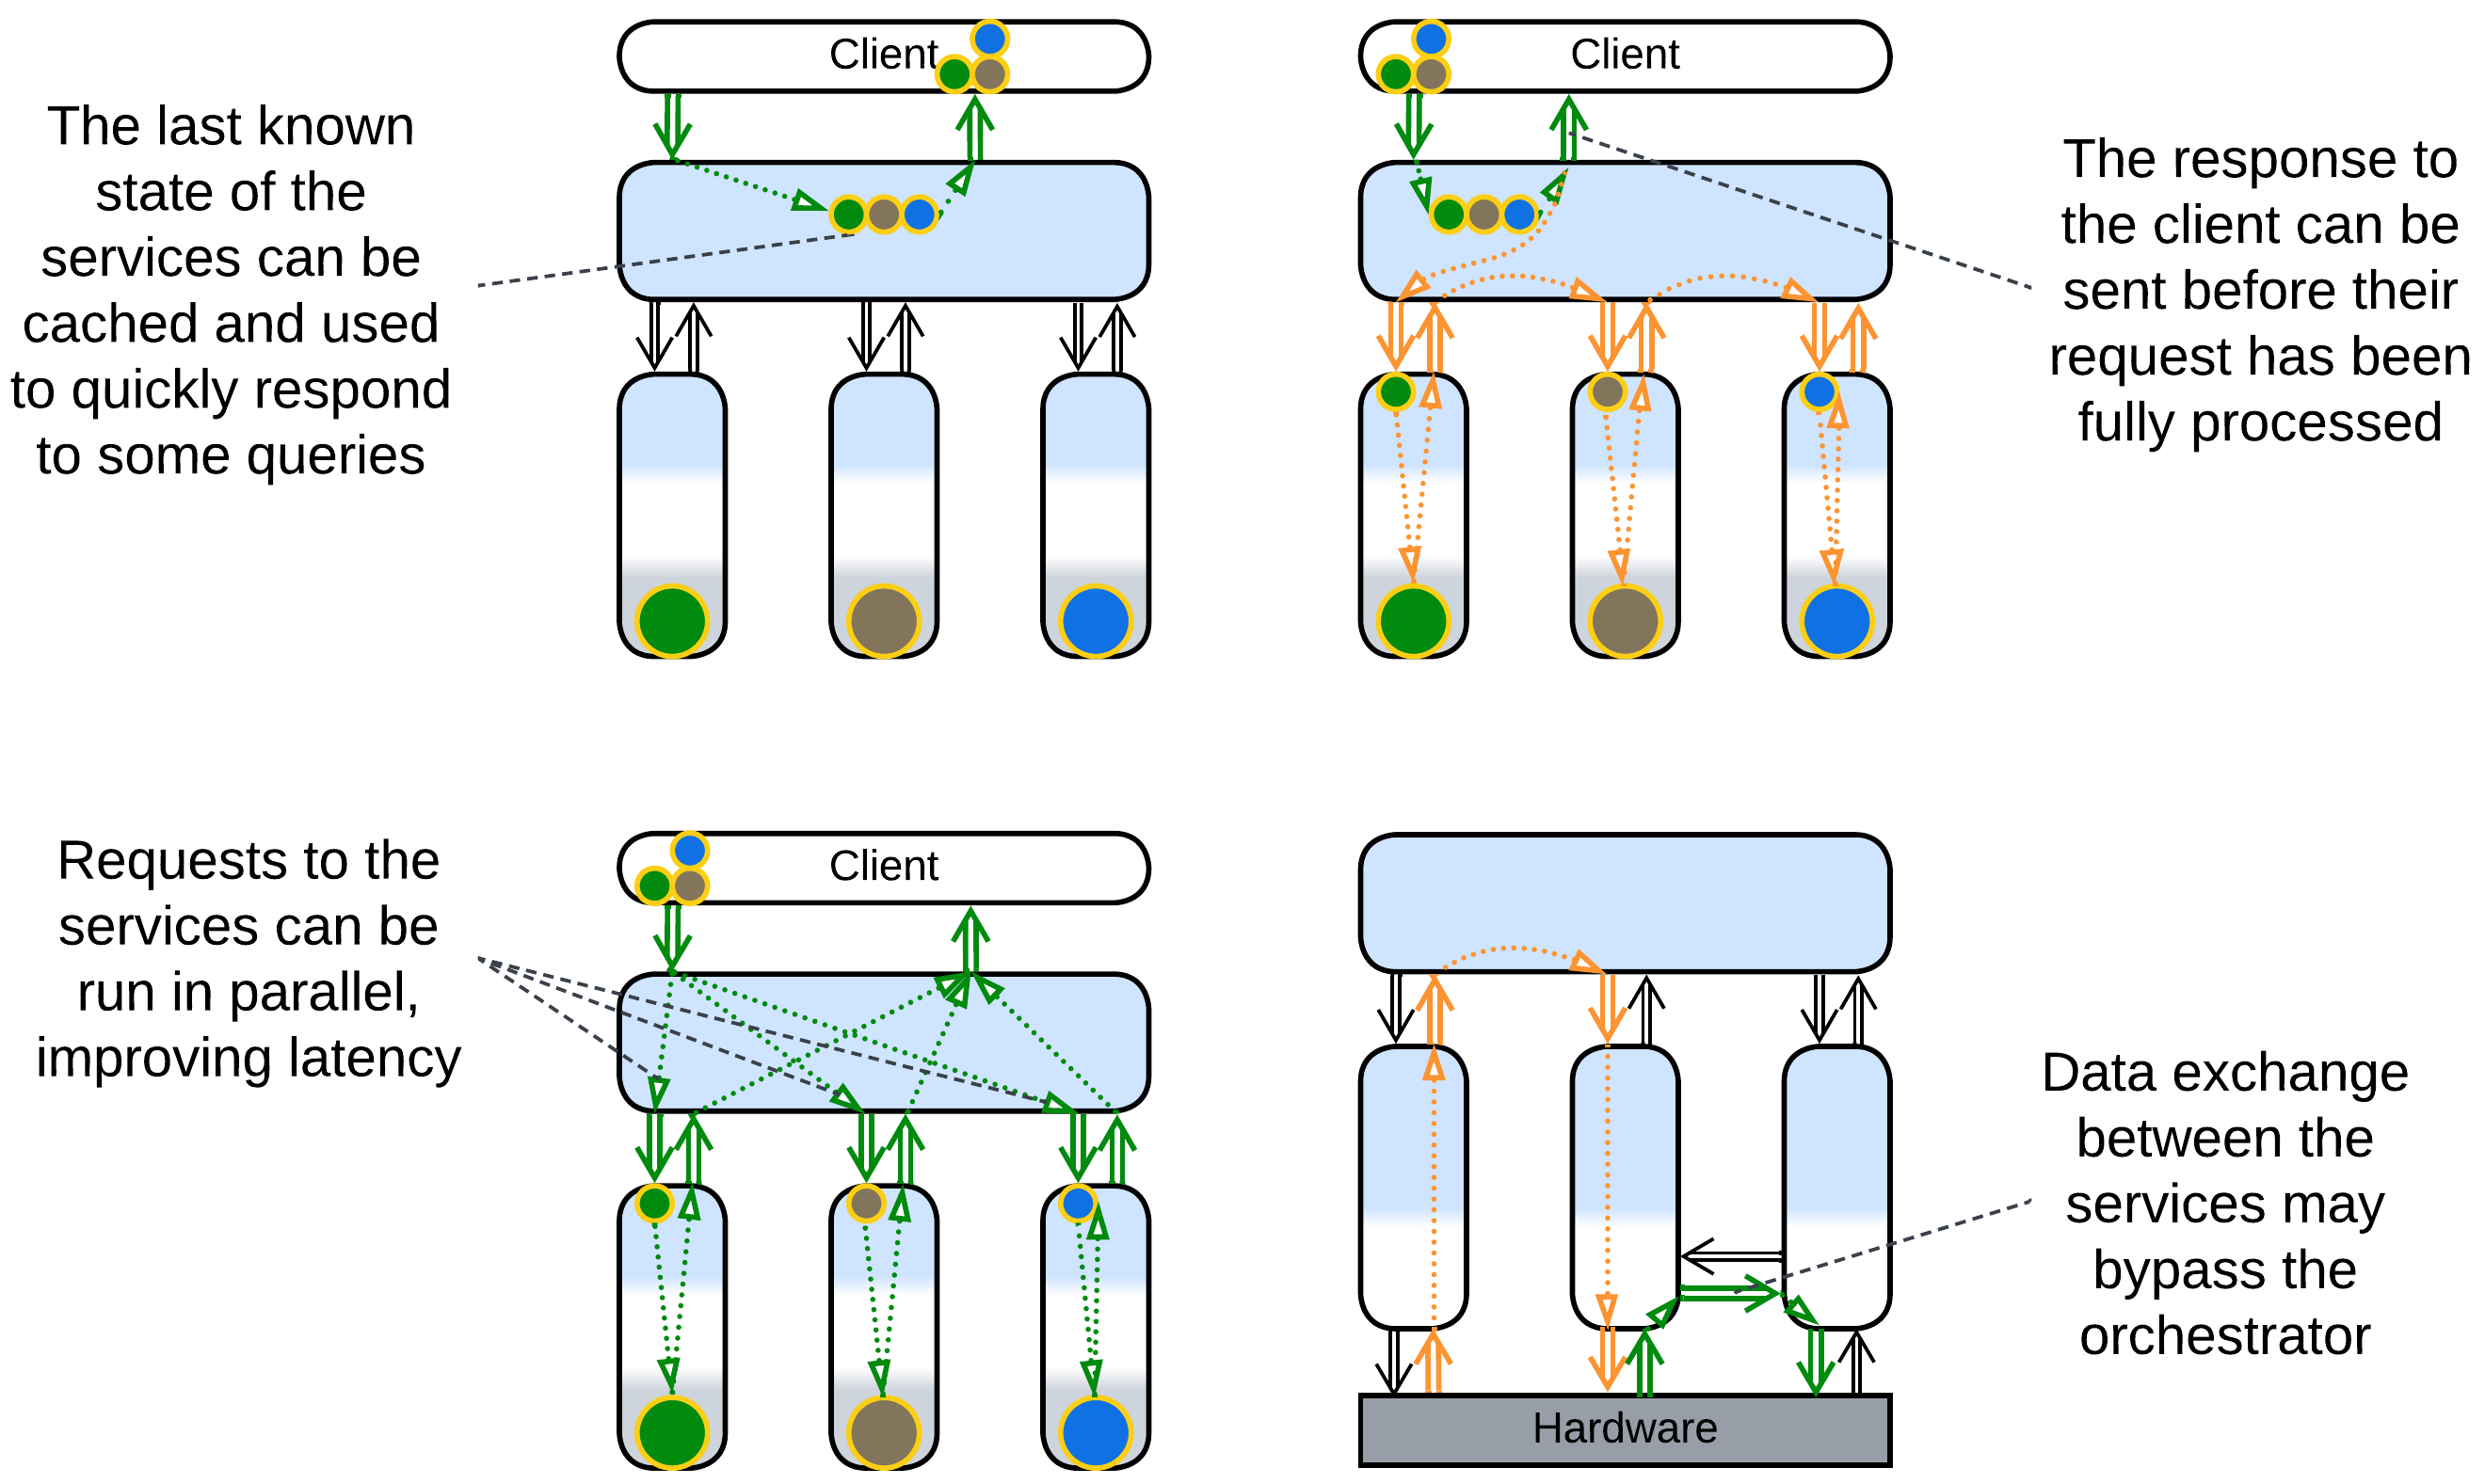 Client
The last known
state of the
services can be
cached and used
to quickly respond
to some queries
Client
The response to
the client can be
sent before their
request has been
fully processed
Client
Requests to the
services can be
run in parallel,
improving latency
Data exchange
between the
services may
bypass the
orchestrator
Hardware